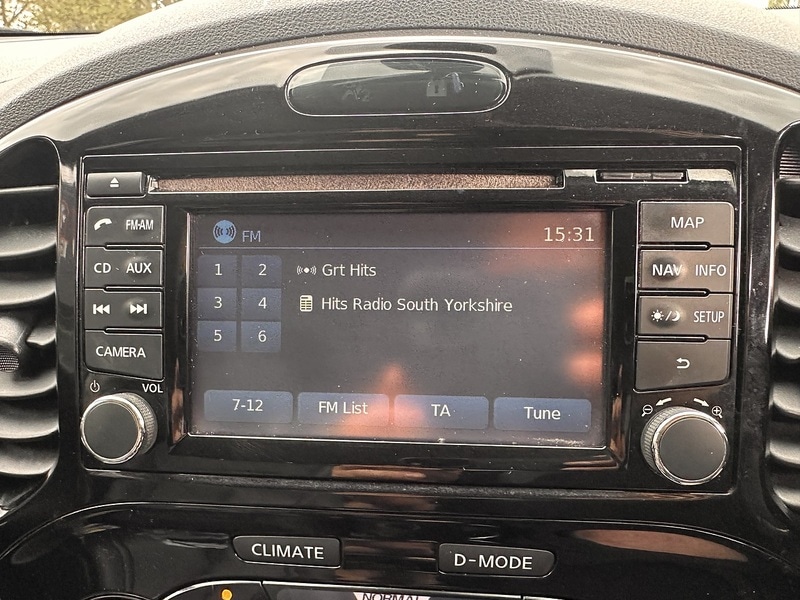 FM
15:31
1 2
3 4
5 6
Grt Hits
Hits Radio South Yorkshire
7-12 FM List TA Tune
FM·AM
CD AUX
CAMERA
VOL
MAP
NAV INFO
SETUP
CLIMATE
D-MODE
NORMAL